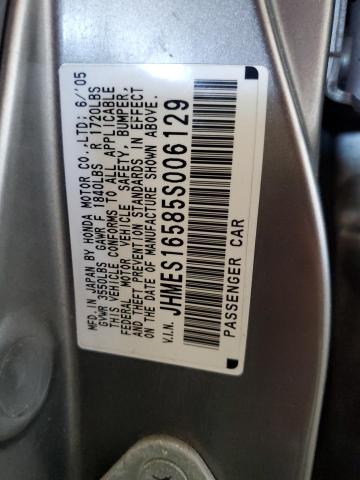 MFD. IN JAPAN BY HONDA MOTOR CO.,LTD; 6/'05
GVWR 3550LBS GAWR F 1840LBS R 1720LBS
THIS VEHICLE CONFORMS TO ALL APPLICABLE
FEDERAL MOTOR VEHICLE SAFETY, BUMPER,
AND THEFT PREVENTION STANDARDS IN EFFECT
ON THE DATE OF MANUFACTURE SHOWN ABOVE.
V.I.N. JHMES16585S006129
PASSENGER CAR